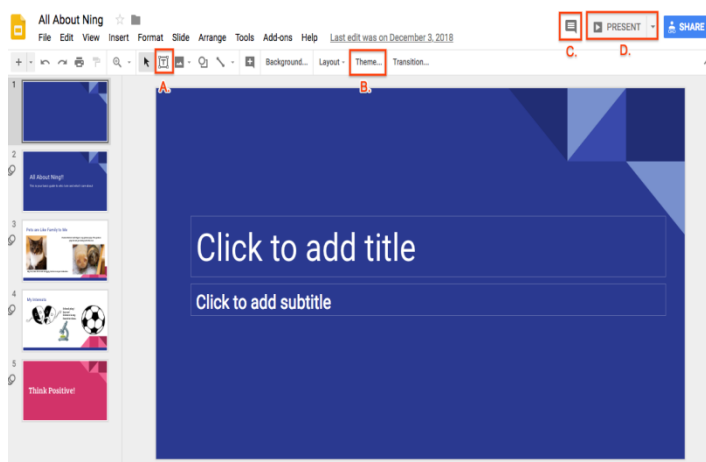 All About Ning
File Edit View Insert Format Slide Arrange Tools Add-ons Help Last edit was on December 3, 2018
PRESENT
SHARE
C.
D.
Background... Layout Theme... Transition...
A.
B.
1
2
All About Ning!!
3
Pets are Like Family to Me
4
My Interests
5
Think Positive!
Click to add title
Click to add subtitle